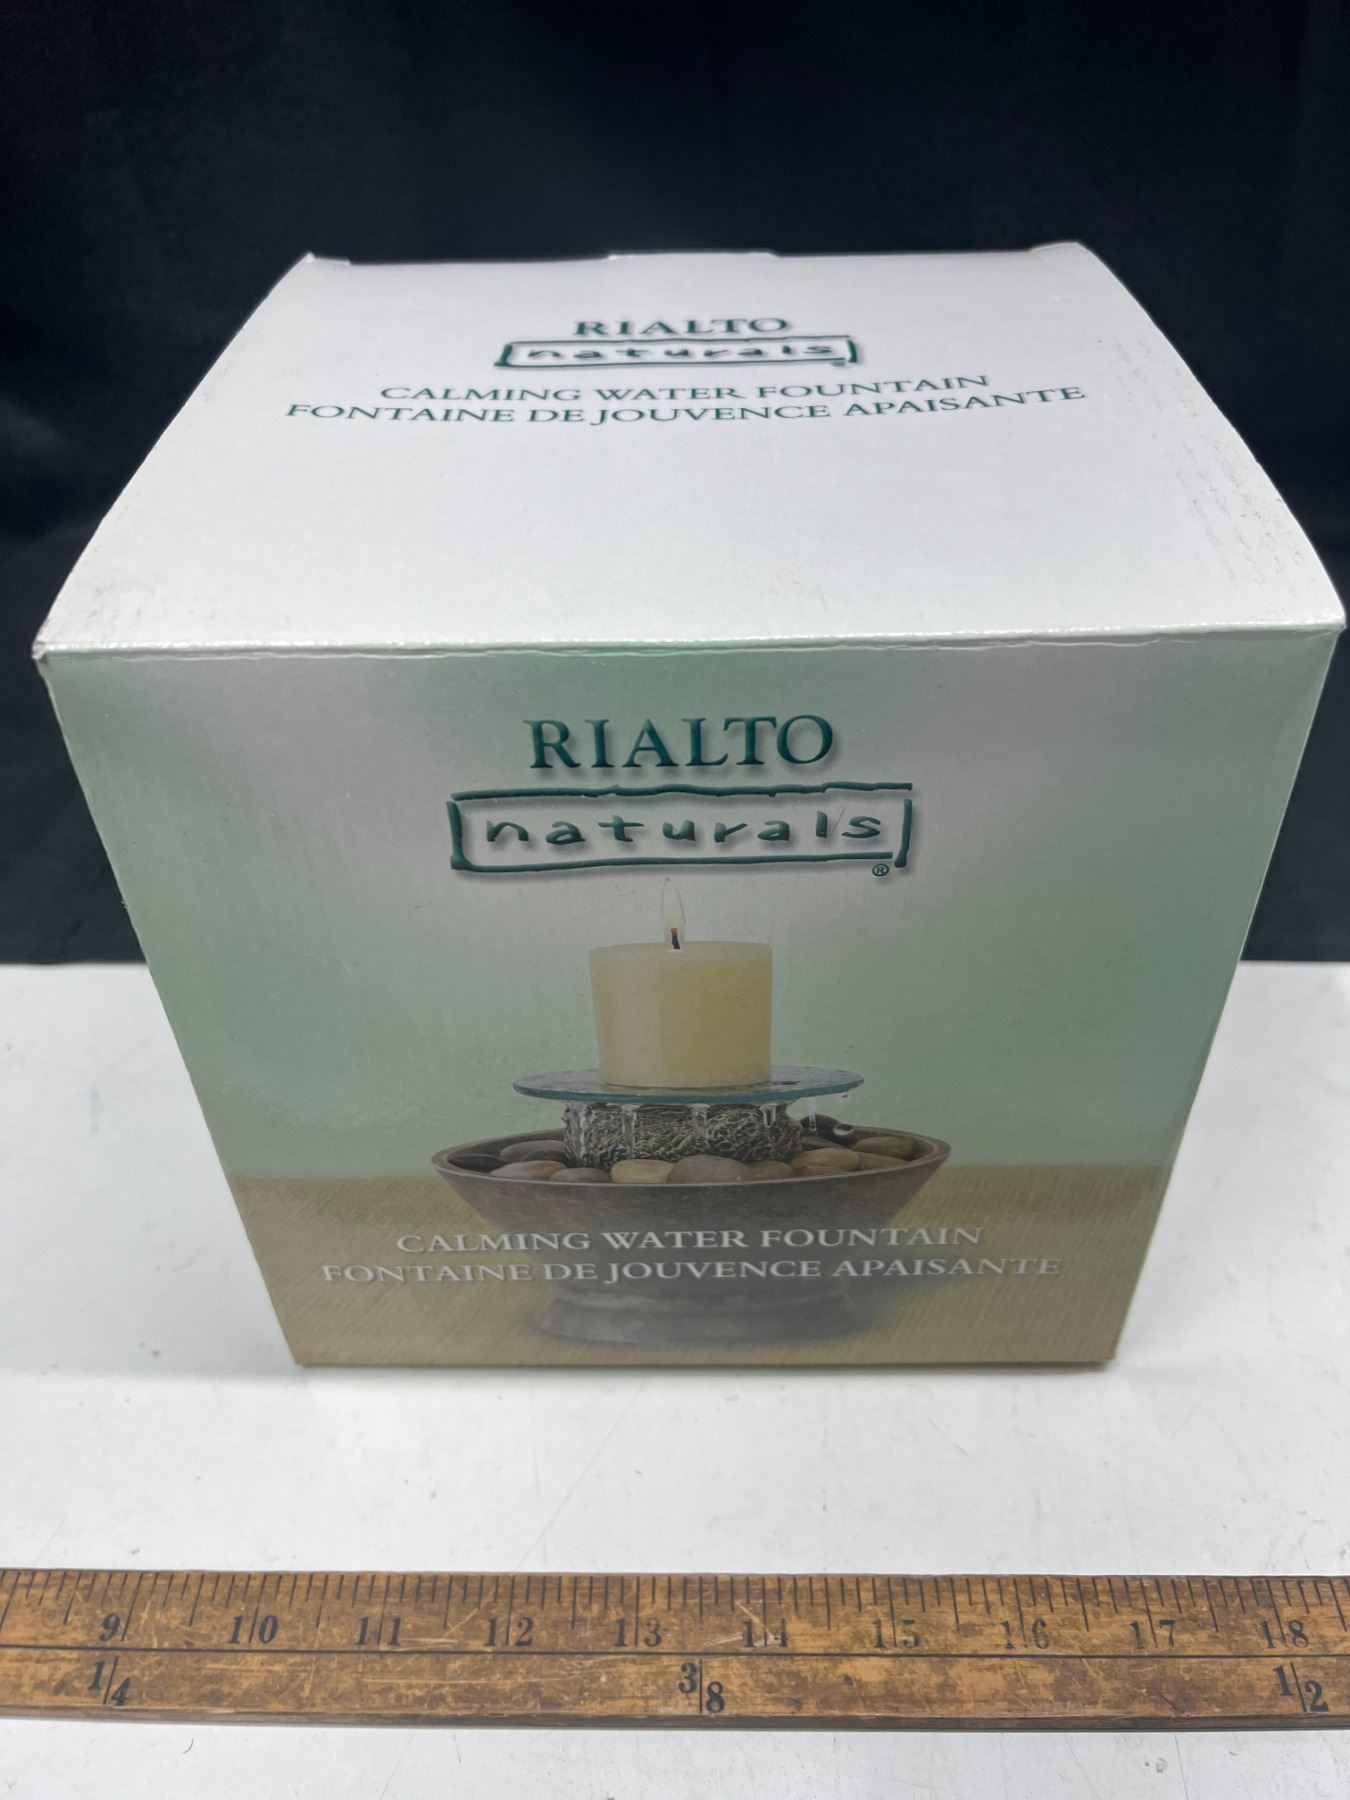 RIALTO
naturals®
CALMING WATER FOUNTAIN
FONTAINE DE JOUVENCE APAISANTE
RIALTO
naturals
®
CALMING WATER FOUNTAIN
FONTAINE DE JOUVENCE APAISANTE
9 10 11 12 13 14 15 16 17 18
1/4 3/8 1/2